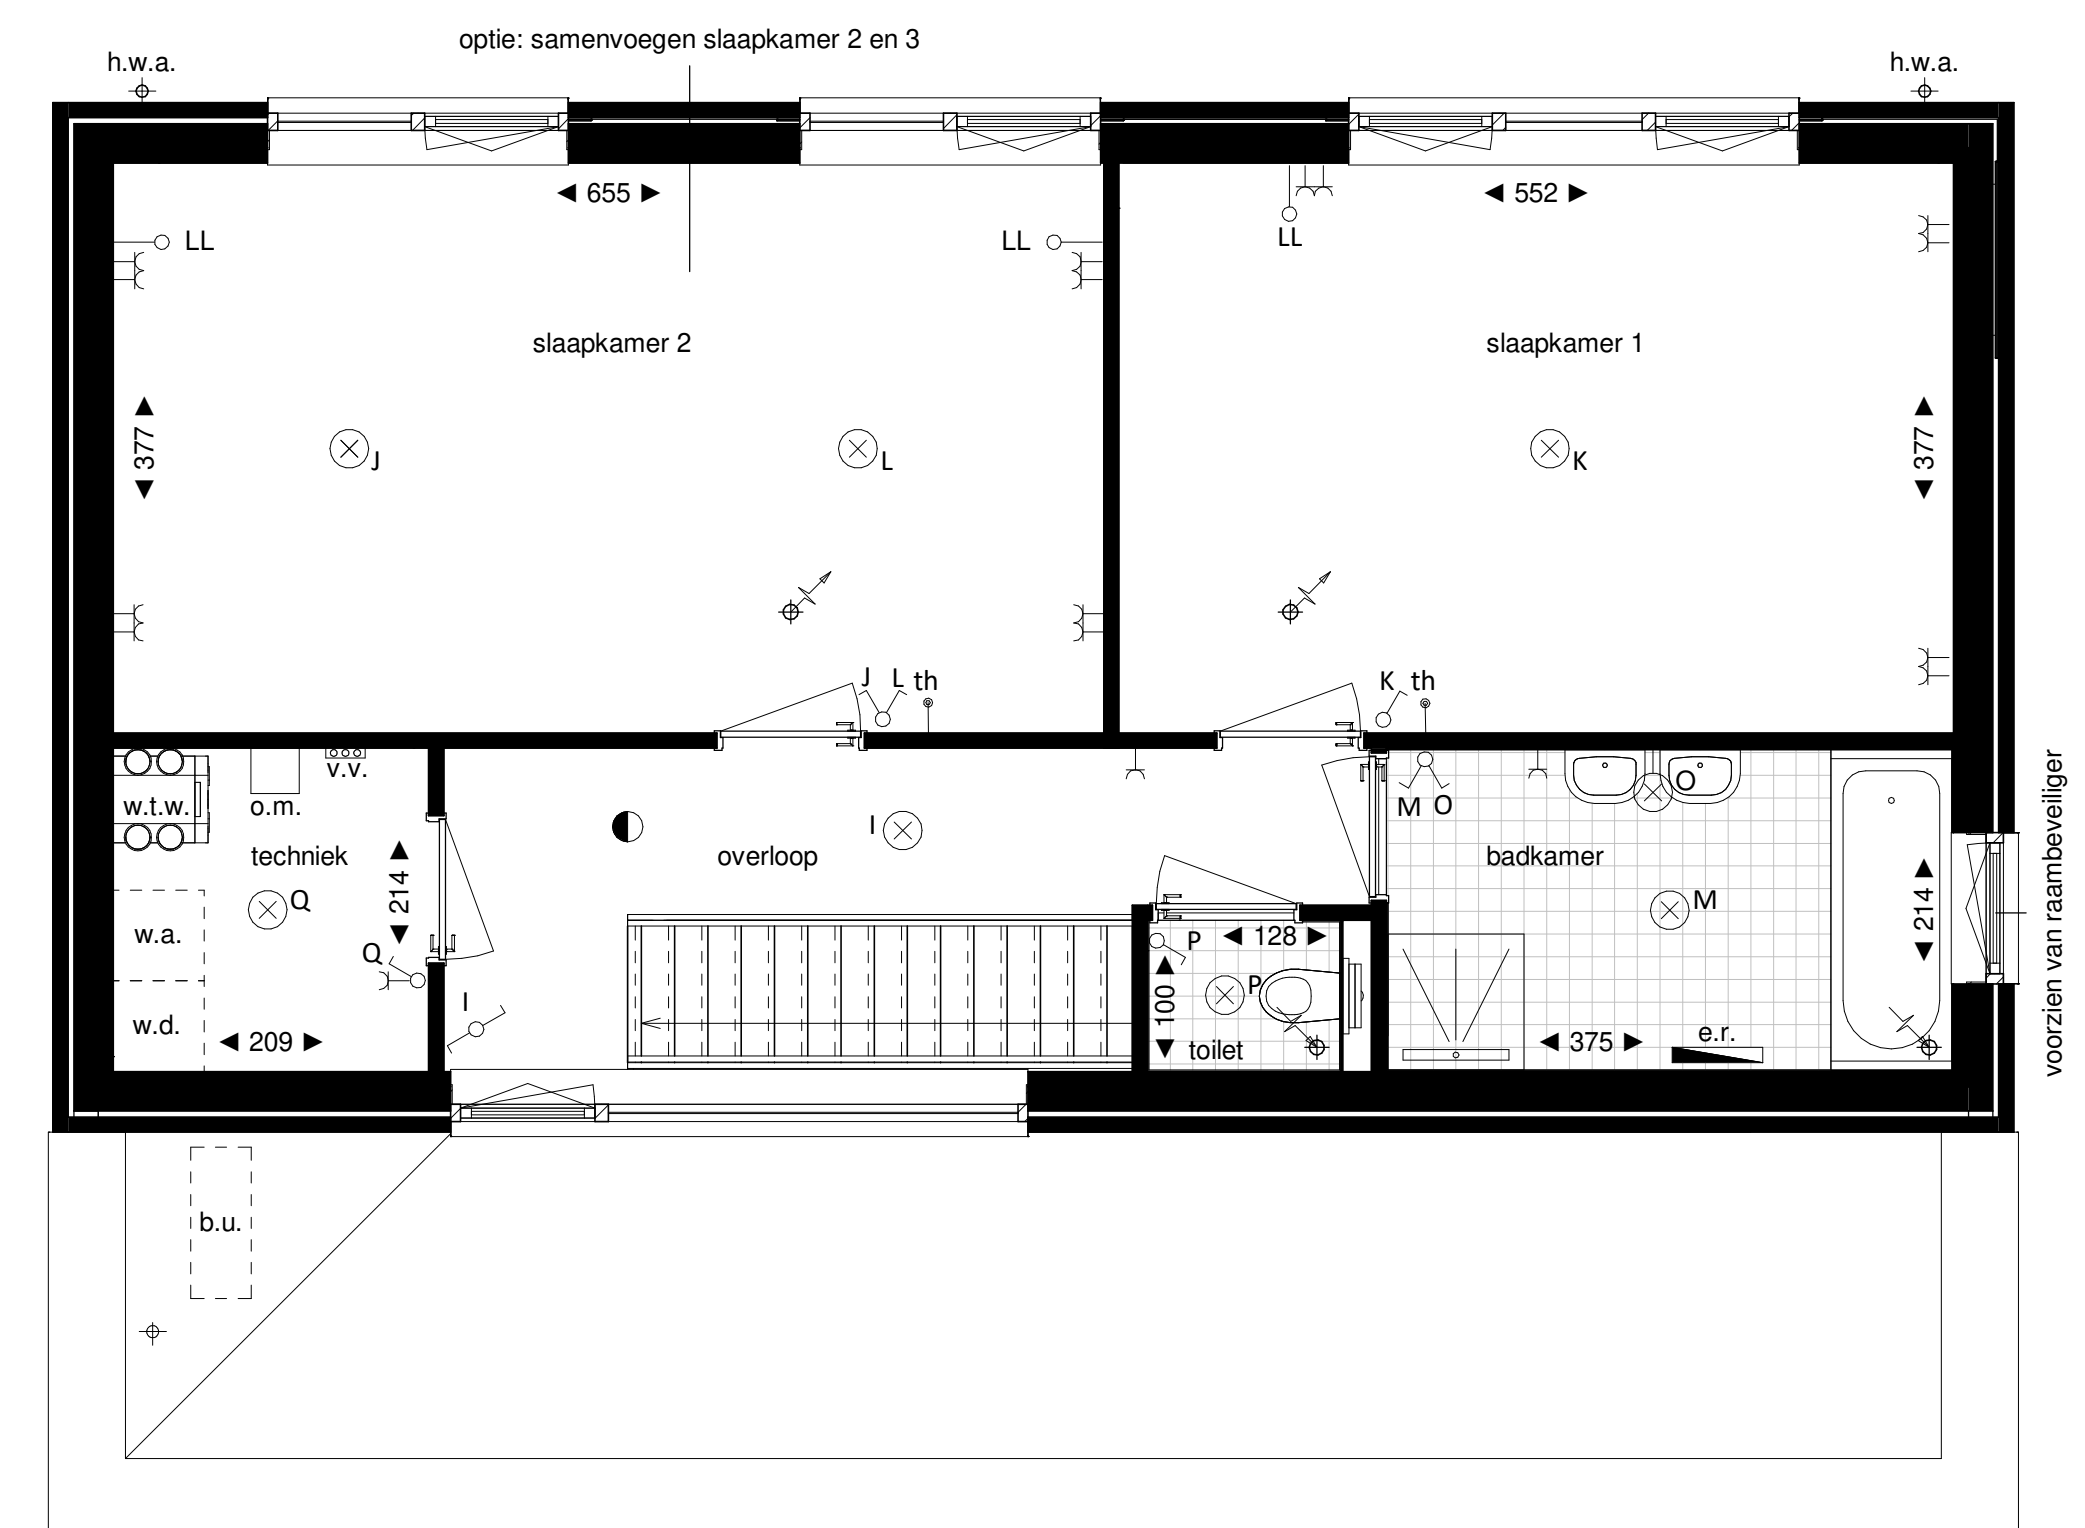 optie: samenvoegen slaapkamer 2 en 3
h.w.a.
h.w.a.
655
552
LL
LL
LL
slaapkamer 2
slaapkamer 1
377
J
L
K
377
J L th
K th
v.v.
w.t.w.
o.m.
techniek
214
Q
w.a.
Q
w.d.
209
I
overloop
I
M O
O
badkamer
M
214
P
128
100
P
toilet
375
e.r.
voorzien van raambeveiliger
b.u.